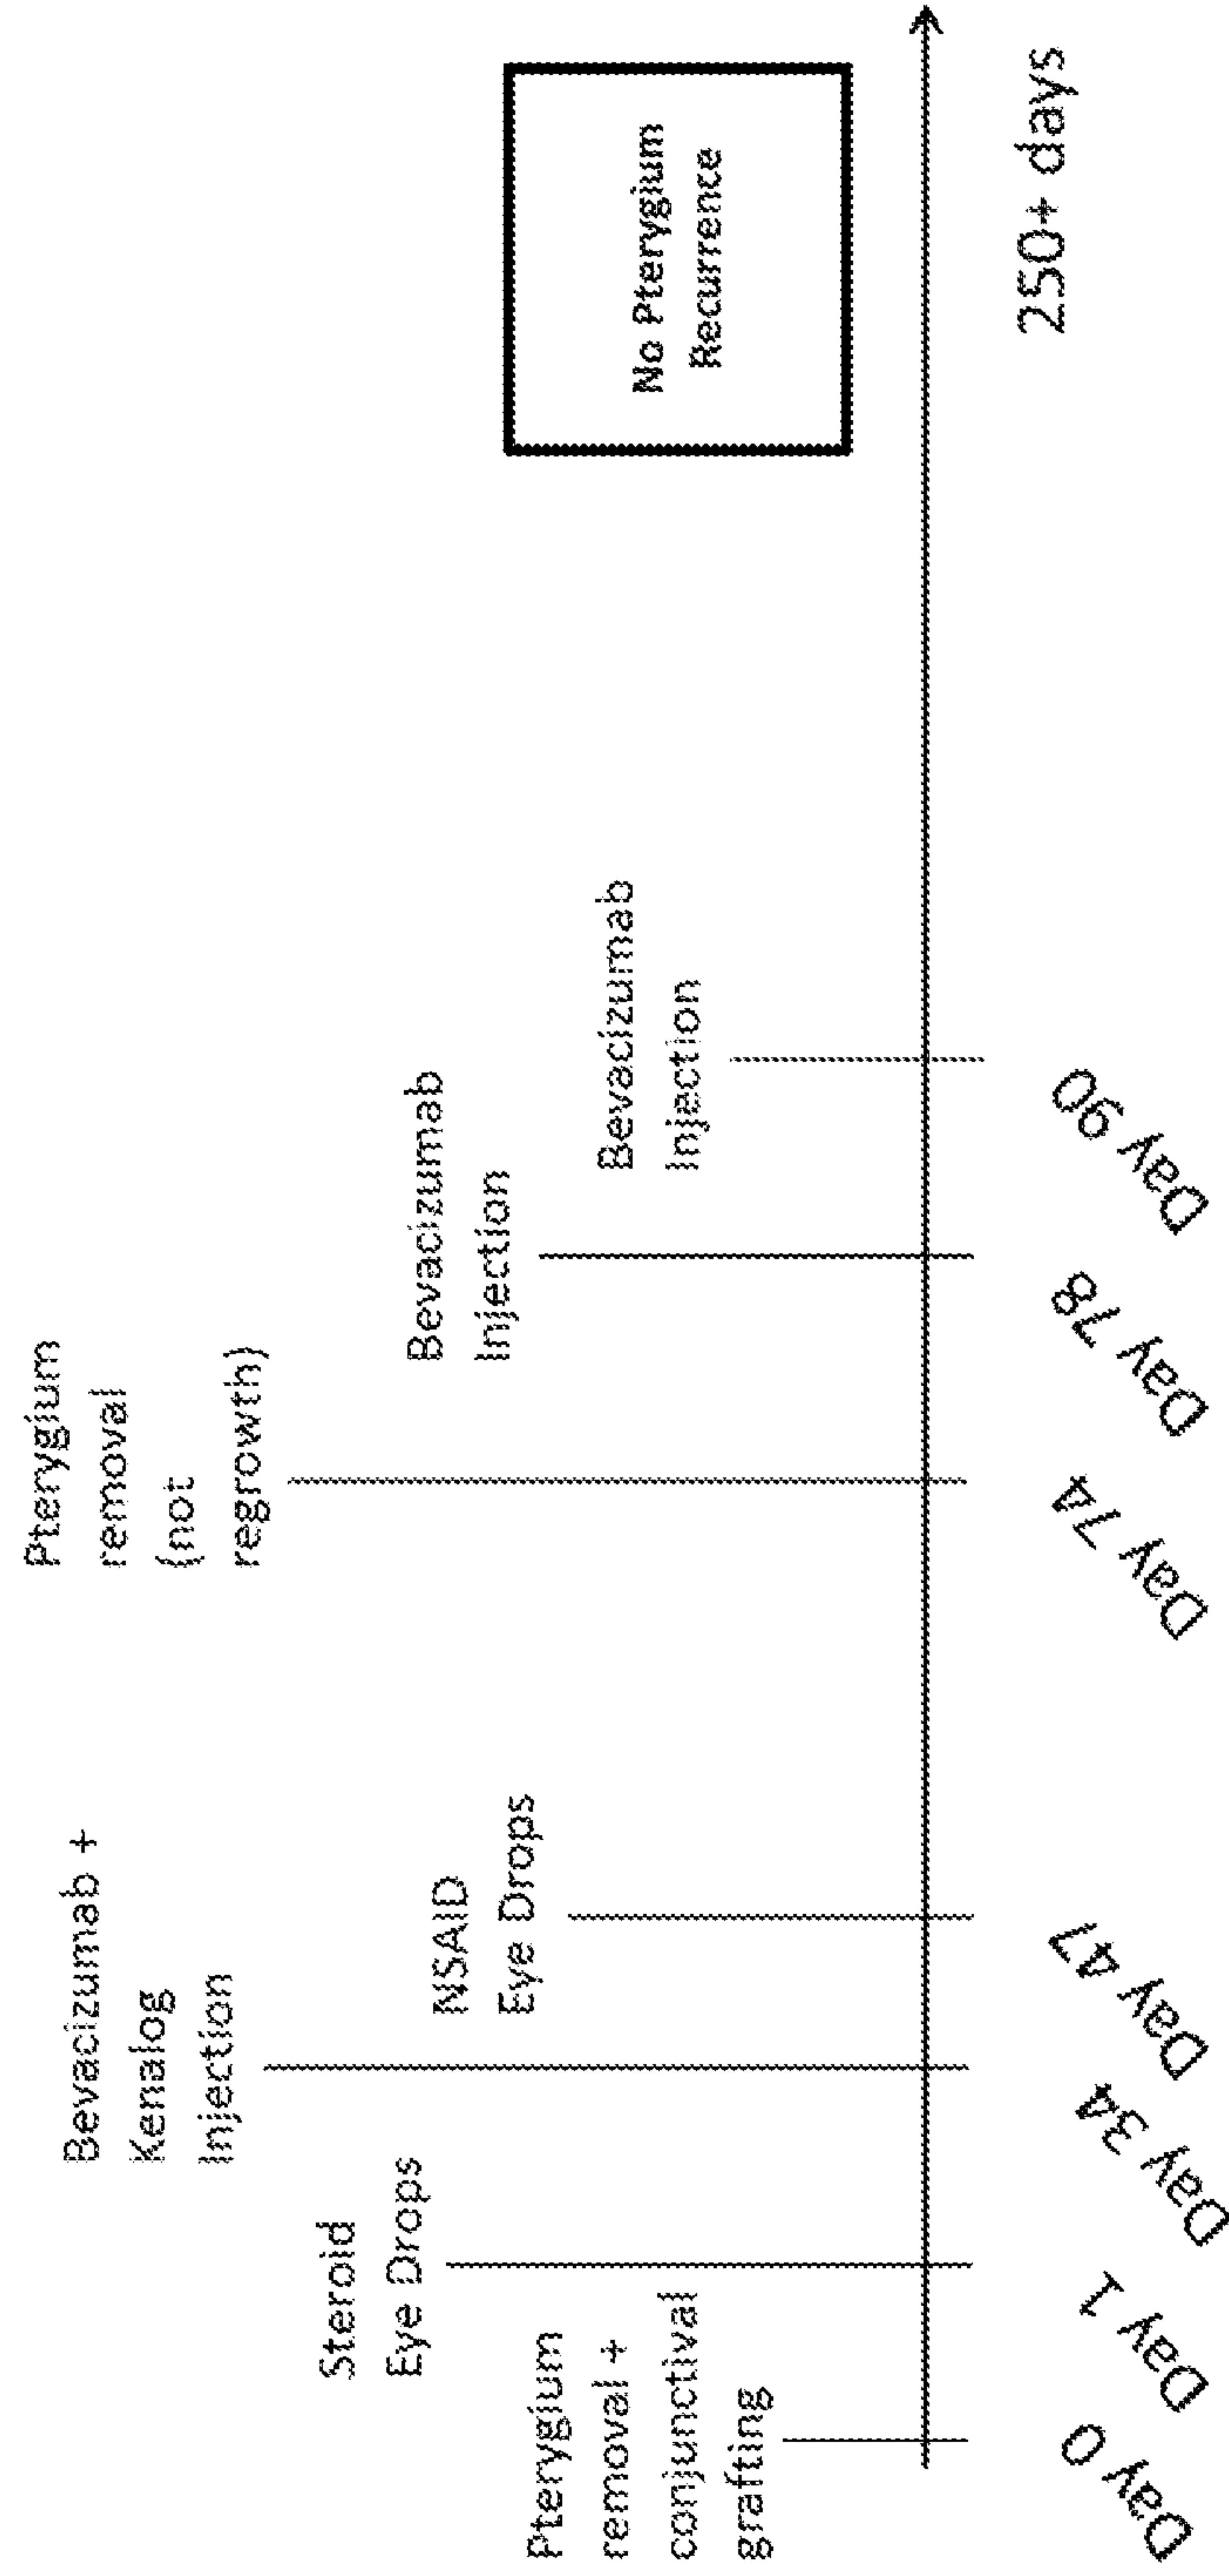 Pterygium
removal +
conjunctival
grafting
Steroid
Eye Drops
Bevacizumab +
Kenalog
Injection
NSAID
Eye Drops
Pterygium
removal
(not
regrowth)
Bevacizumab
Injection
Bevacizumab
Injection
No Pterygium
Recurrence
Day 0
Day 1
Day 34
Day 47
Day 74
Day 78
Day 90
250+ days